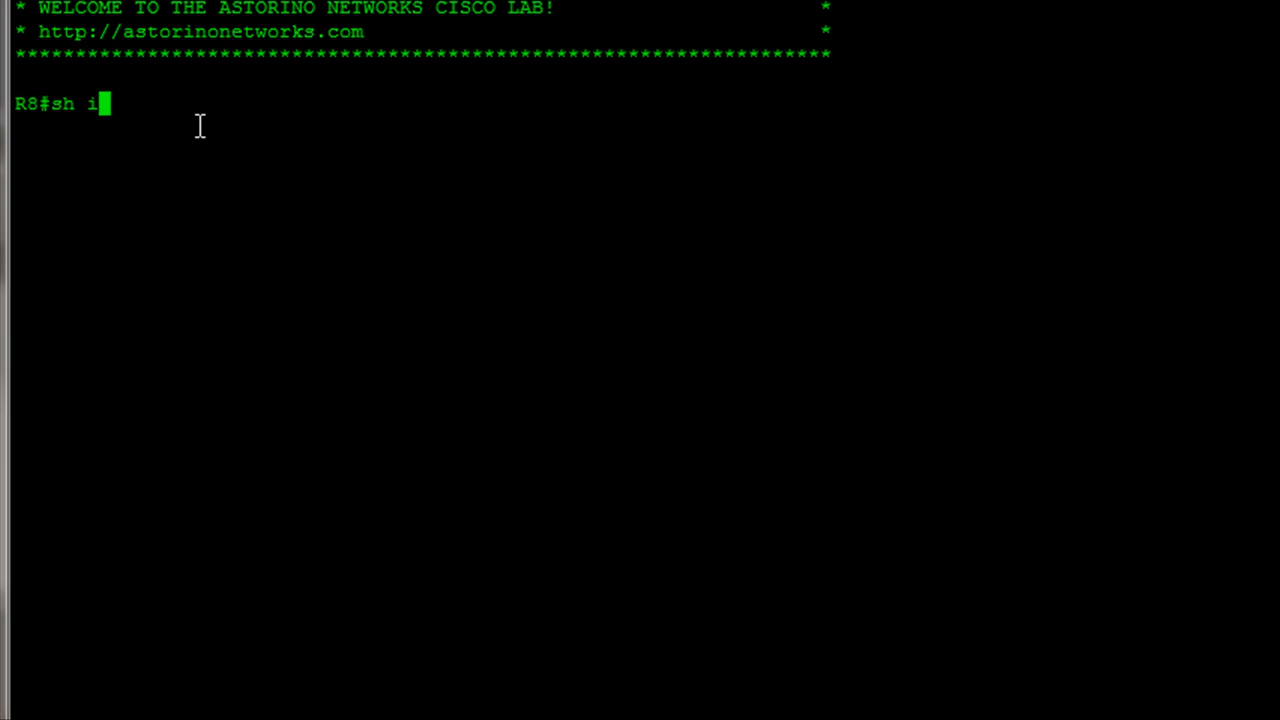 * WELCOME TO THE ASTORINO NETWORKS CISCO LAB! *
* http://astorinonetworks.com *
********************************************************************
R8#sh i